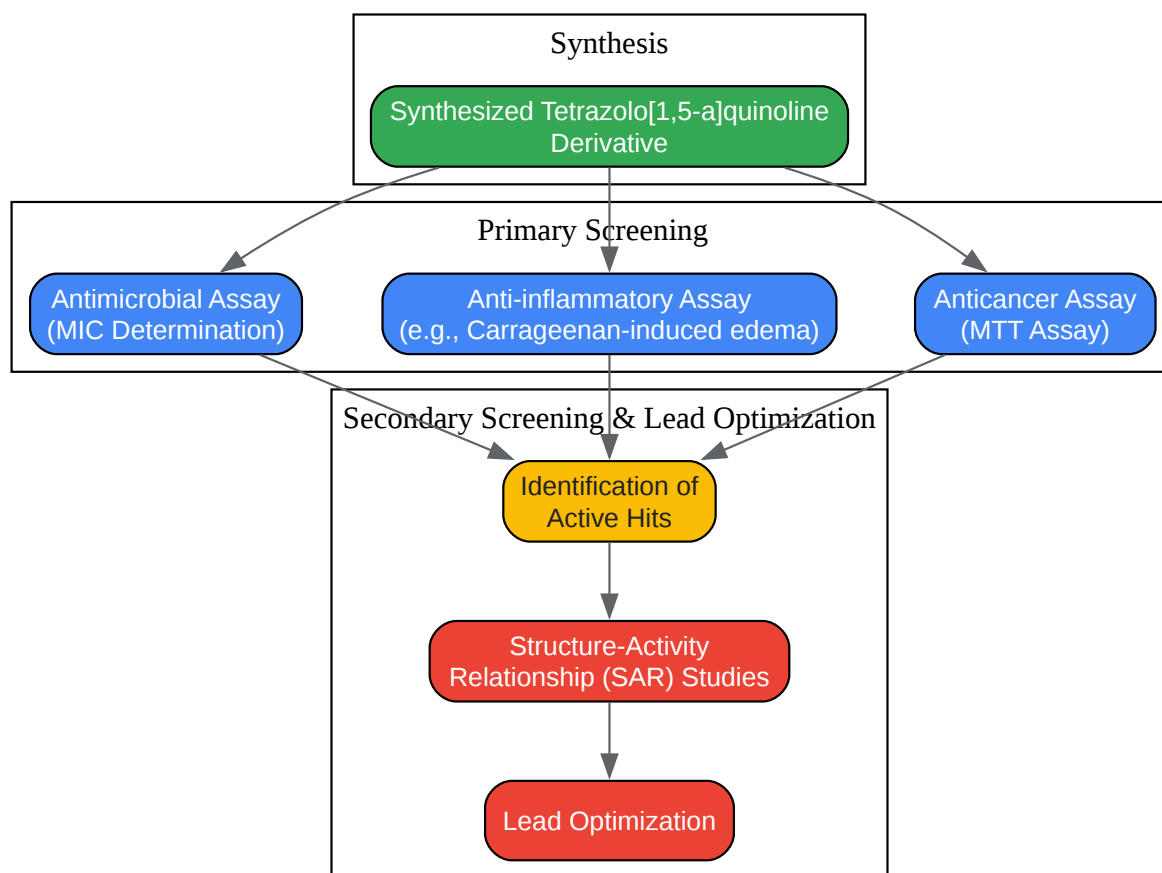 Synthesis
Synthesized Tetrazolo[1,5-a]quinoline
Derivative
Primary Screening
Antimicrobial Assay
(MIC Determination)
Anti-inflammatory Assay
(e.g., Carrageenan-induced edema)
Anticancer Assay
(MTT Assay)
Secondary Screening & Lead Optimization
Identification of
Active Hits
Structure-Activity
Relationship (SAR) Studies
Lead Optimization